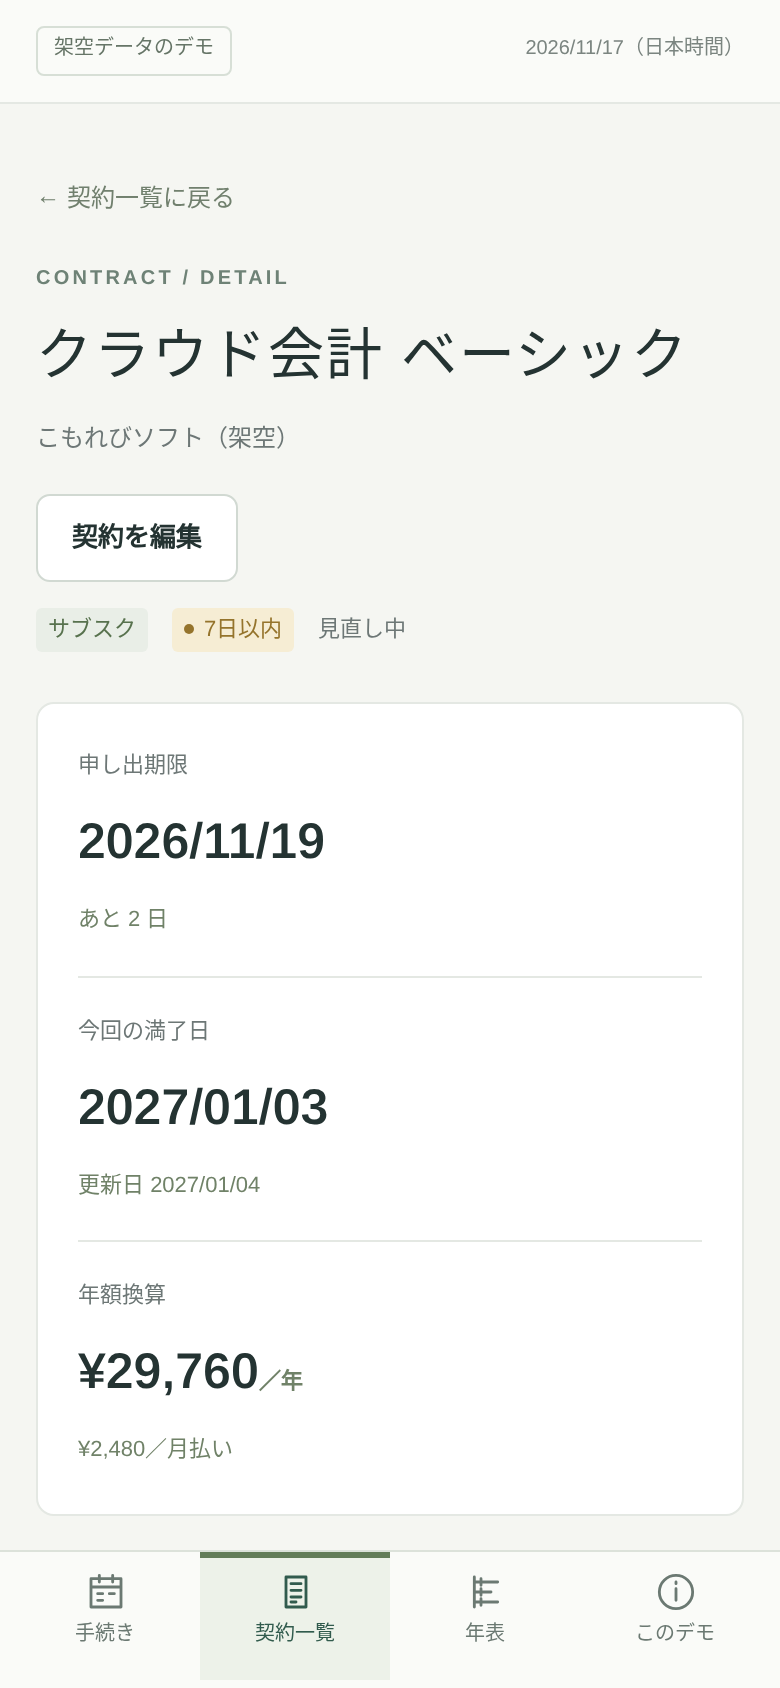 架空データのデモ
2026/11/17（日本時間）
← 契約一覧に戻る
CONTRACT / DETAIL
クラウド会計 ベーシック
こもれびソフト（架空）
契約を編集
サブスク
7日以内
見直し中
申し出期限
2026/11/19
あと 2 日
今回の満了日
2027/01/03
更新日 2027/01/04
年額換算
¥29,760／年
¥2,480／月払い
手続き
契約一覧
年表
このデモ